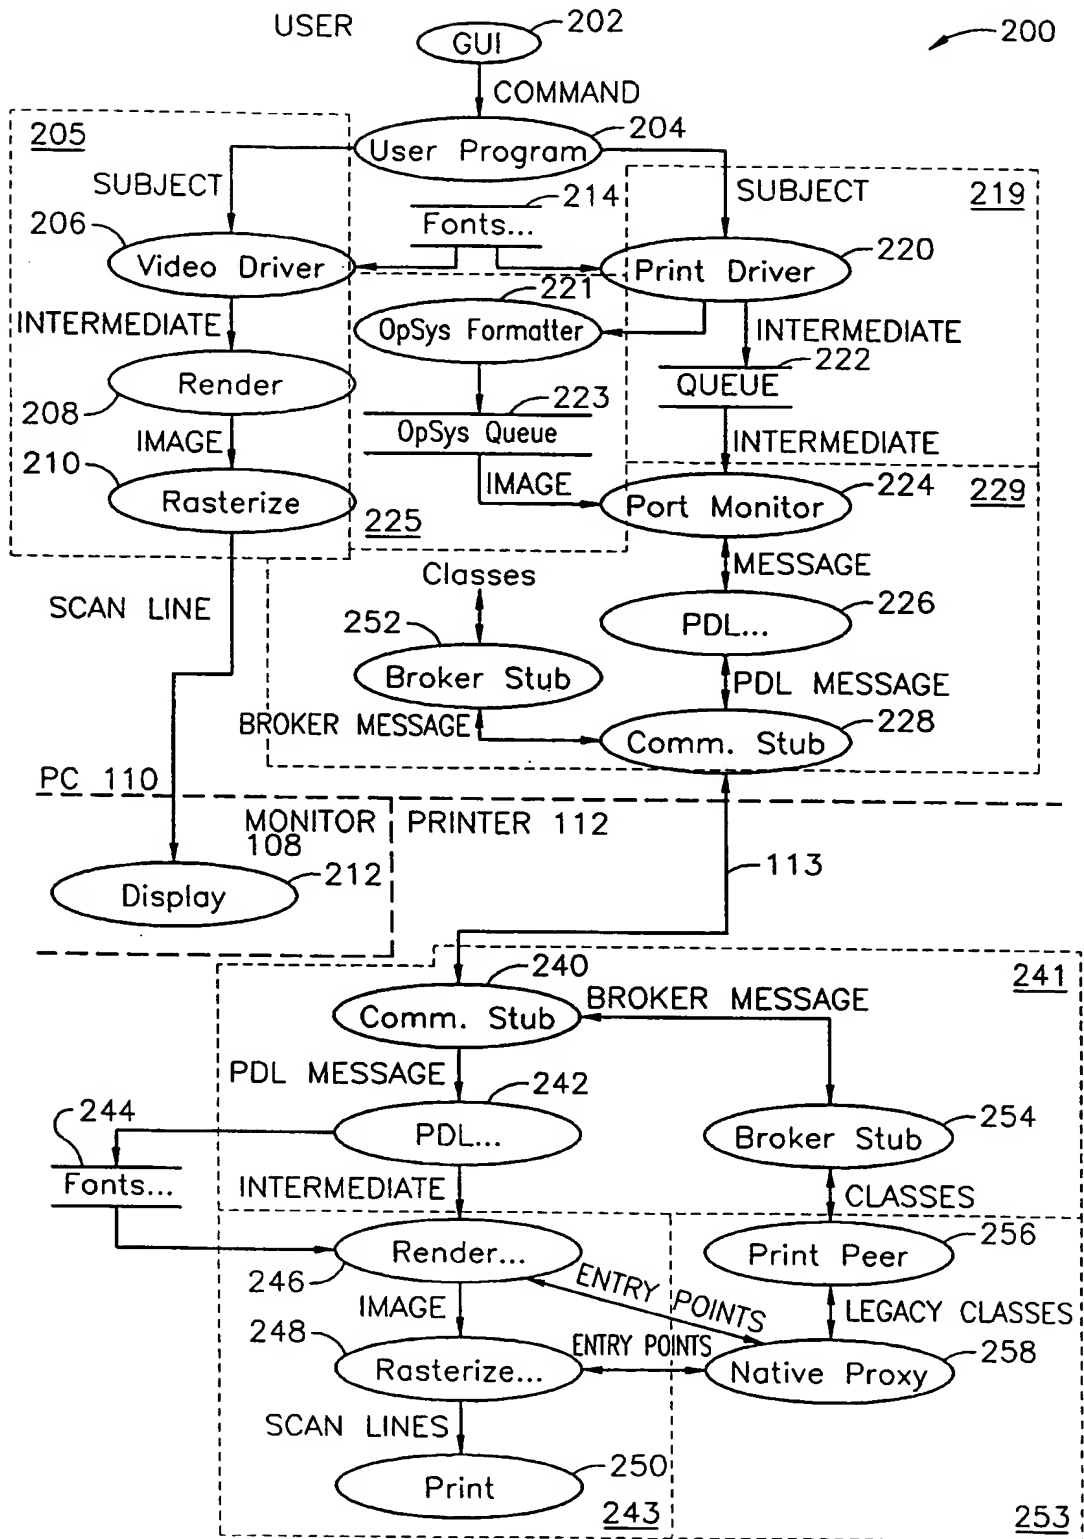 USER
GUI
202
200
COMMAND
205
User Program
204
SUBJECT
214
SUBJECT
219
206
Fonts...
220
Video Driver
Print Driver
221
INTERMEDIATE
OpSys Formatter
INTERMEDIATE
222
Render
QUEUE
208
223
OpSys Queue
IMAGE
INTERMEDIATE
210
Rasterize
IMAGE
Port Monitor
224
229
225
Classes
MESSAGE
SCAN LINE
252
PDL...
226
Broker Stub
PDL MESSAGE
BROKER MESSAGE
Comm. Stub
228
PC 110
MONITOR
108
PRINTER 112
113
Display
212
240
241
Comm. Stub
BROKER MESSAGE
PDL MESSAGE
242
244
PDL...
Broker Stub
254
Fonts...
INTERMEDIATE
CLASSES
Render...
Print Peer
256
246
ENTRY POINTS
IMAGE
LEGACY CLASSES
248
ENTRY POINTS
Rasterize...
Native Proxy
258
SCAN LINES
Print
250
243
253